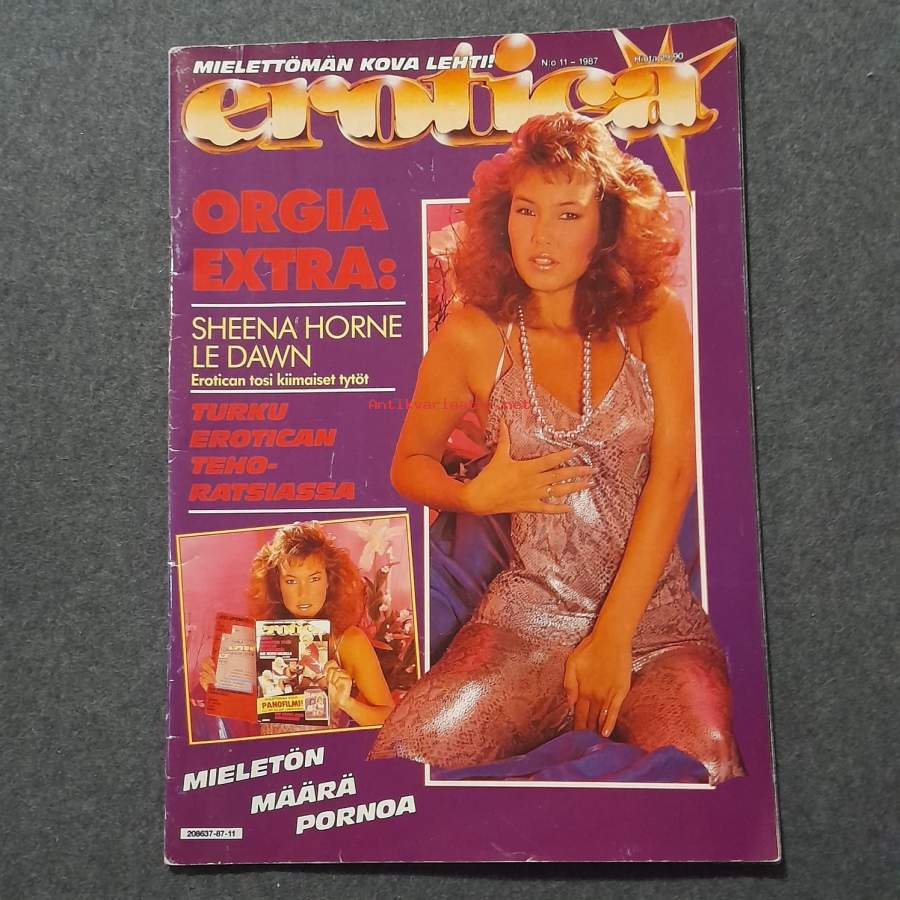 MIELETTÖMÄN KOVA LEHTI!
N:o 11 – 1987
erotica
ORGIA
EXTRA:
SHEENA HORNE
LE DAWN
Erotican tosi kiimaiset tytöt
TURKU
EROTICAN
TEHO-
RATSIASSA
erotica
PANOFILMI!
MIELETÖN
MÄÄRÄ
PORNOA
208637-87-11